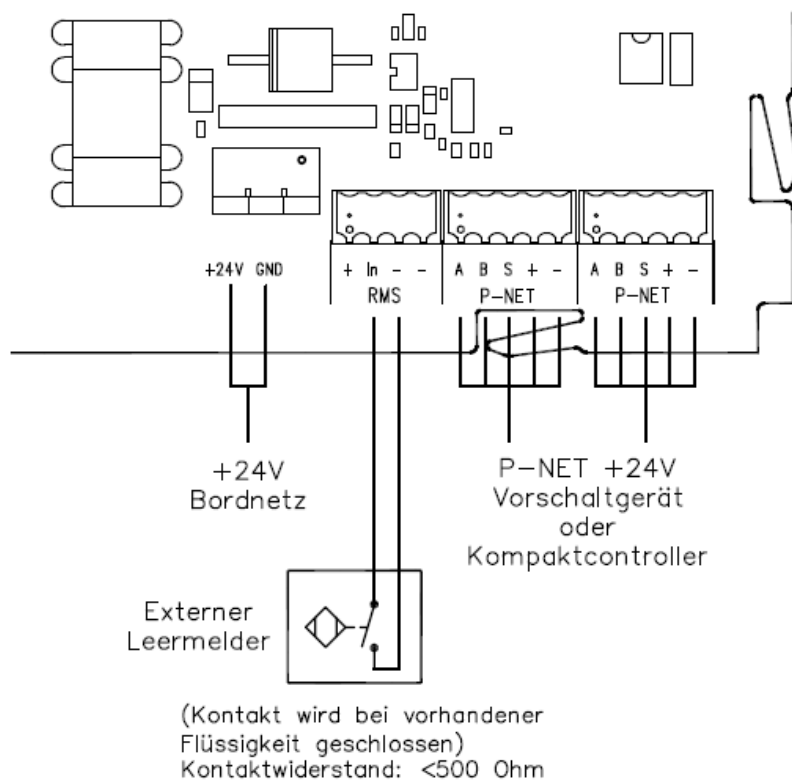 +24V GND
+ In - -
RMS
A B S + -
P-NET
A B S + -
P-NET
+24V
Bordnetz
P-NET +24V
Vorschaltgerät
oder
Kompaktcontroller
Externer
Leermelder
(Kontakt wird bei vorhandener
Flüssigkeit geschlossen)
Kontaktwiderstand: <500 Ohm